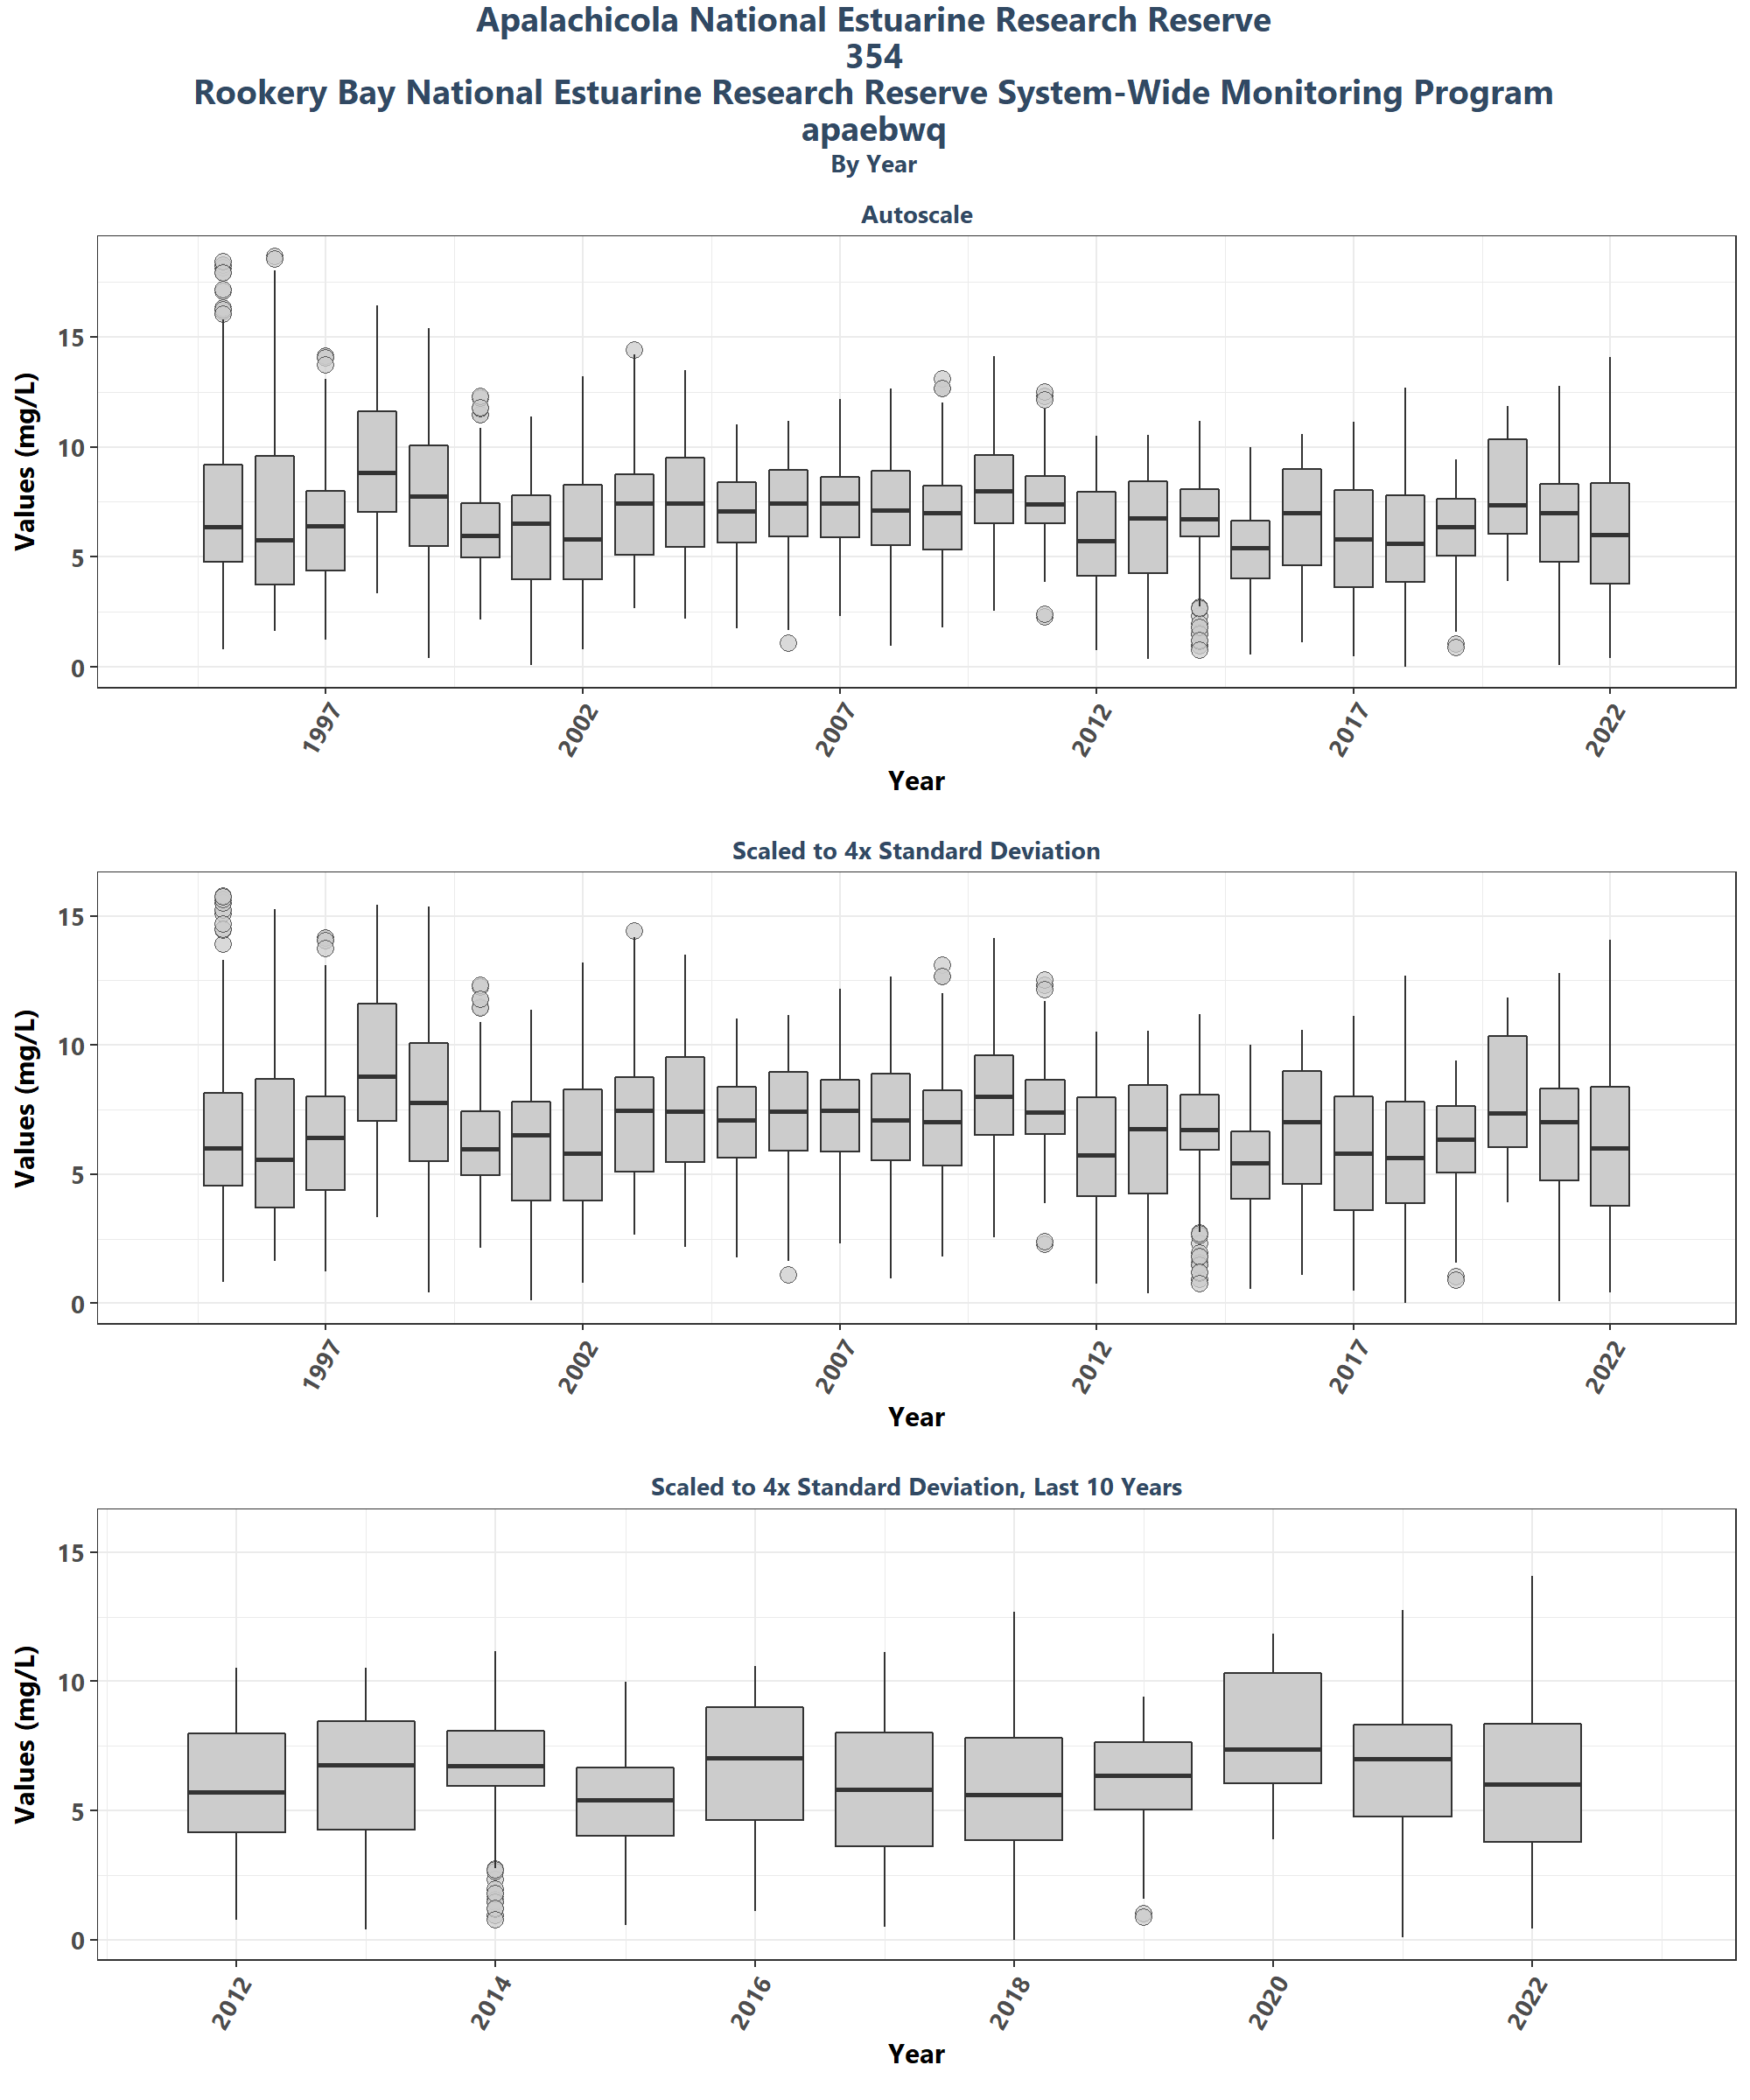 Apalachicola National Estuarine Research Reserve
354
Rookery Bay National Estuarine Research Reserve System-Wide Monitoring Program
apaebwq
By Year
Autoscale
Values (mg/L)
15
10
5
0
1997 2002 2007 2012 2017 2022
Year
Scaled to 4x Standard Deviation
Values (mg/L)
15
10
5
0
1997 2002 2007 2012 2017 2022
Year
Scaled to 4x Standard Deviation, Last 10 Years
Values (mg/L)
15
10
5
0
2012 2014 2016 2018 2020 2022
Year